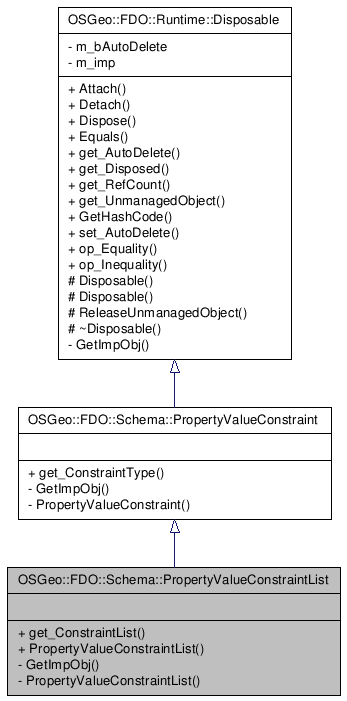 OSGeo::FDO::Runtime::Disposable
- m_bAutoDelete
- m_imp
+ Attach()
+ Detach()
+ Dispose()
+ Equals()
+ get_AutoDelete()
+ get_Disposed()
+ get_RefCount()
+ get_UnmanagedObject()
+ GetHashCode()
+ set_AutoDelete()
+ op_Equality()
+ op_Inequality()
# Disposable()
# Disposable()
# ReleaseUnmanagedObject()
# ~Disposable()
- GetImpObj()
OSGeo::FDO::Schema::PropertyValueConstraint
+ get_ConstraintType()
- GetImpObj()
- PropertyValueConstraint()
OSGeo::FDO::Schema::PropertyValueConstraintList
+ get_ConstraintList()
+ PropertyValueConstraintList()
- GetImpObj()
- PropertyValueConstraintList()